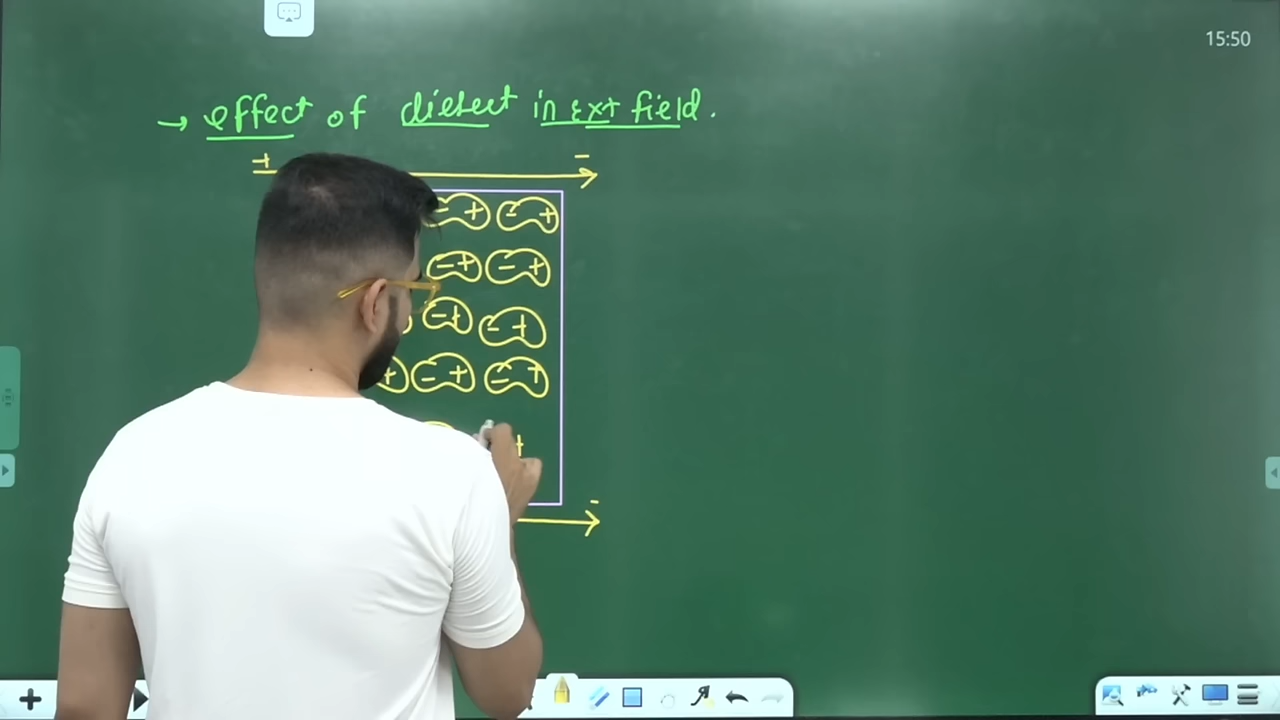 15:50
→ effect of dielect in Ext field.
+ -
- + - +
- + - +
- + - +
+ - + - +
+
-